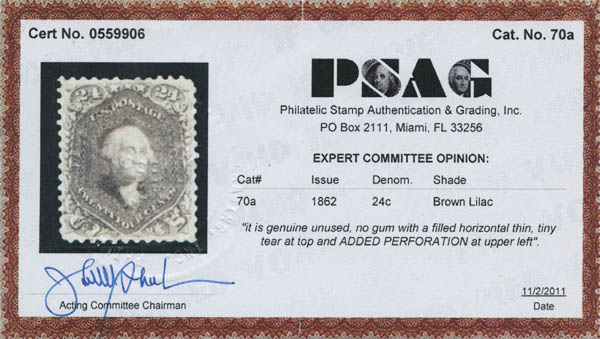 Cert No. 0559906
Cat. No. 70a
24 24
U.S. POSTAGE
PSAG
Philatelic Stamp Authentication & Grading, Inc.
PO Box 2111, Miami, FL 33256
EXPERT COMMITTEE OPINION:
Cat# Issue Denom. Shade
70a 1862 24c Brown Lilac
"it is genuine unused, no gum with a filled horizontal thin, tiny
tear at top and ADDED PERFORATION at upper left".
Acting Committee Chairman
11/2/2011
Date